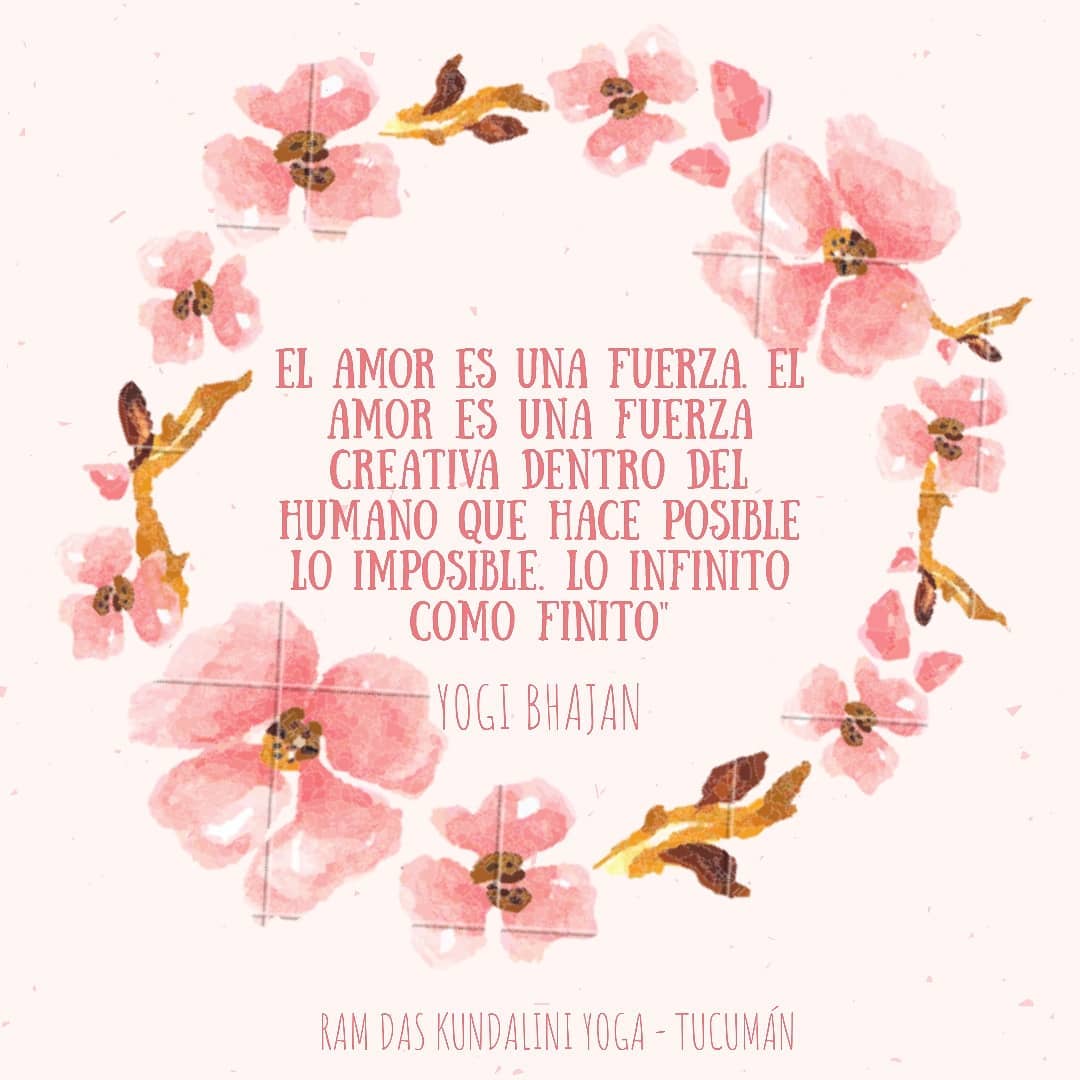 EL AMOR ES UNA FUERZA. EL
AMOR ES UNA FUERZA
CREATIVA DENTRO DEL
HUMANO QUE HACE POSIBLE
LO IMPOSIBLE. LO INFINITO
COMO FINITO"
YOGI BHAJAN
RAM DAS KUNDALINI YOGA - TUCUMÁN